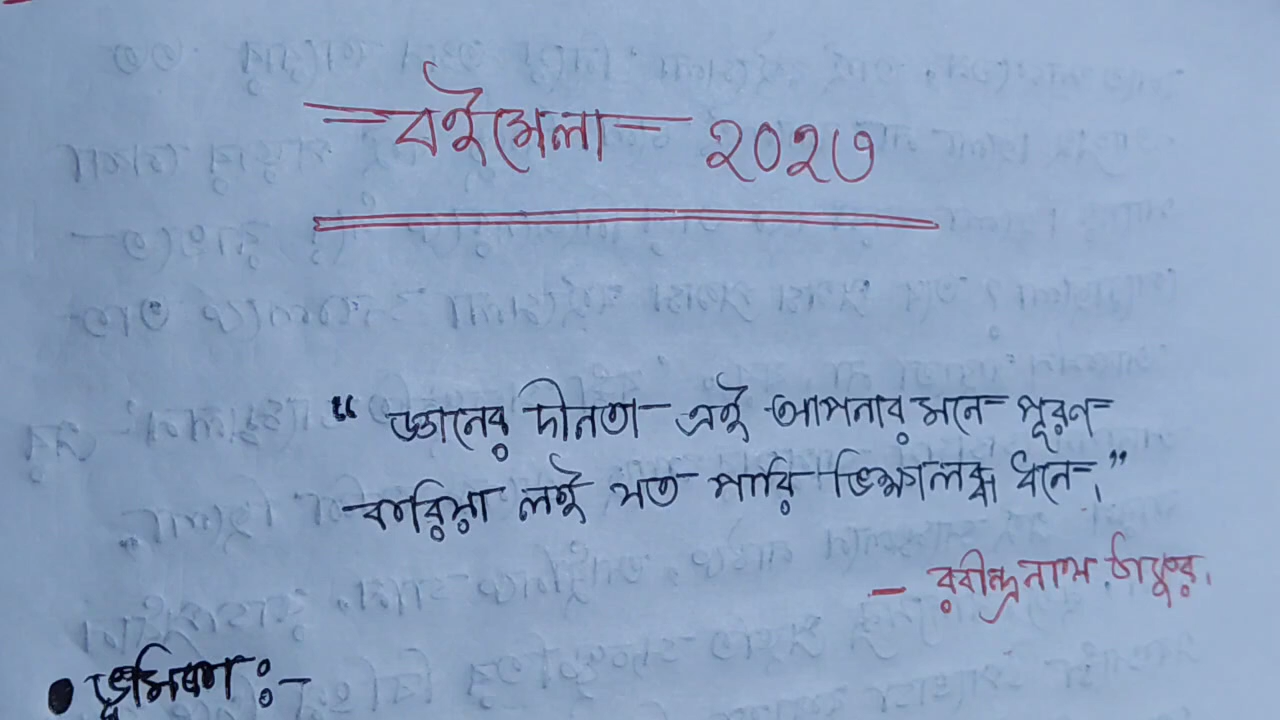 বইমেলা ২০২৩
“জ্ঞানের দীনতা এই আপনার মনে পূরণ
করিয়া লই যত পারি ভিক্ষালব্ধ ধনে।”
– রবীন্দ্রনাথ ঠাকুর।
• ভূমিকা :-